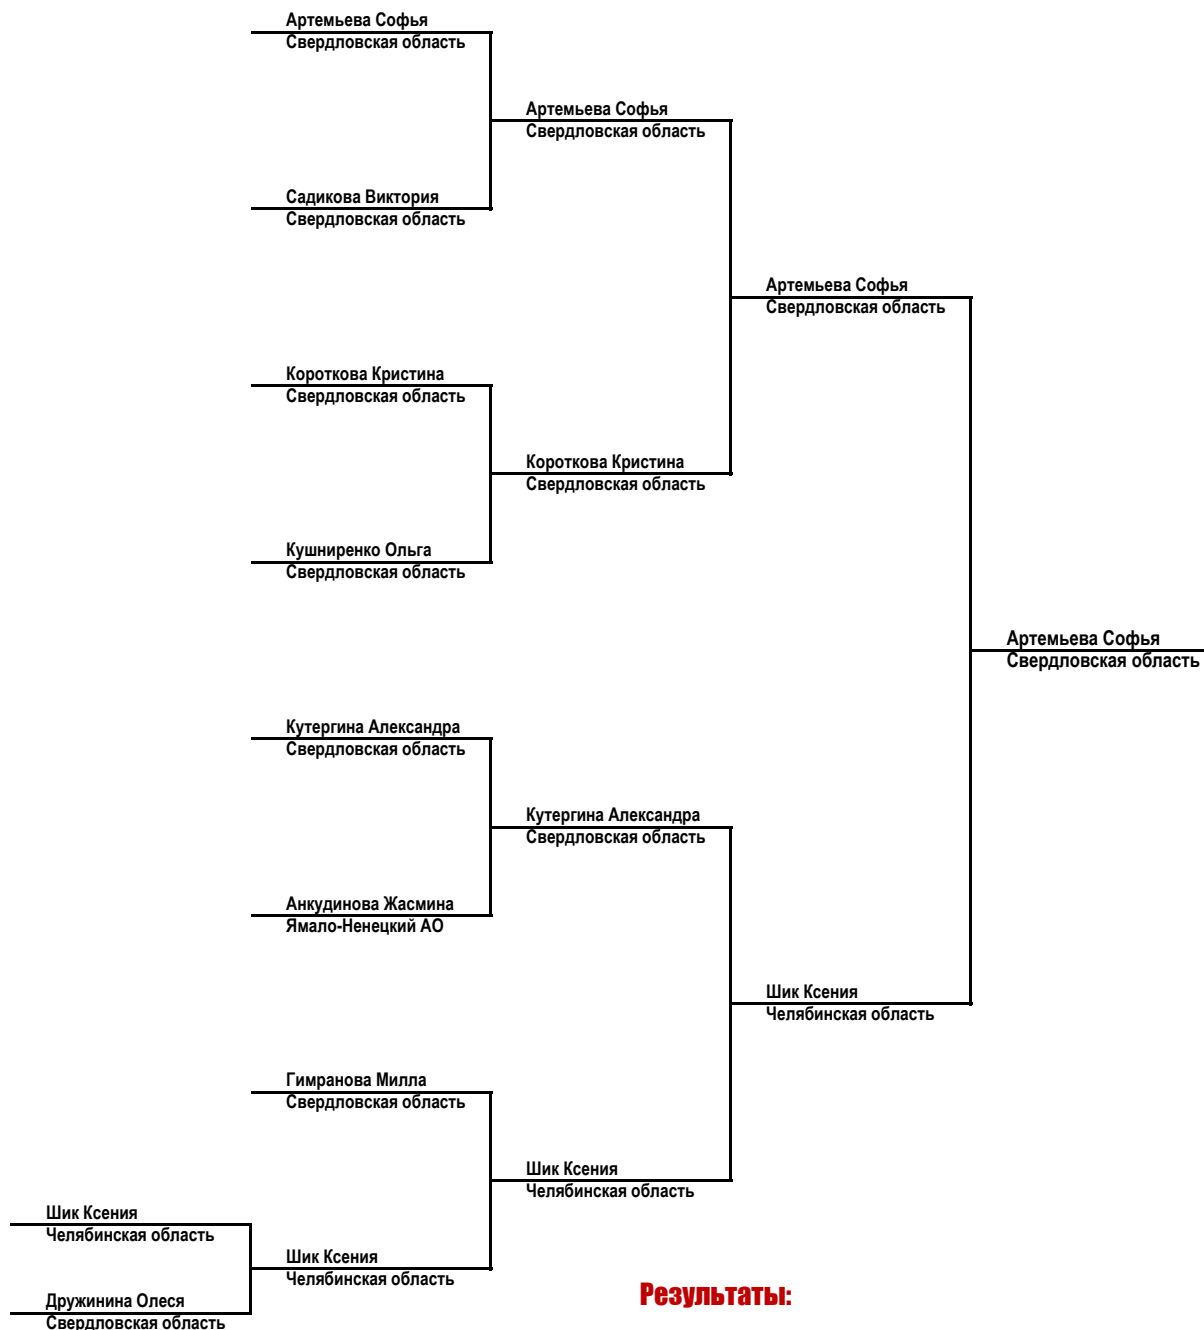 Артемьева Софья
Свердловская область
Артемьева Софья
Свердловская область
Садикова Виктория
Свердловская область
Артемьева Софья
Свердловская область
Короткова Кристина
Свердловская область
Короткова Кристина
Свердловская область
Кушниренко Ольга
Свердловская область
Артемьева Софья
Свердловская область
Кутергина Александра
Свердловская область
Кутергина Александра
Свердловская область
Анкудинова Жасмина
Ямало-Ненецкий АО
Шик Ксения
Челябинская область
Гимранова Милла
Свердловская область
Шик Ксения
Челябинская область
Шик Ксения
Челябинская область
Шик Ксения
Челябинская область
Дружинина Олеся
Свердловская область
Результаты: